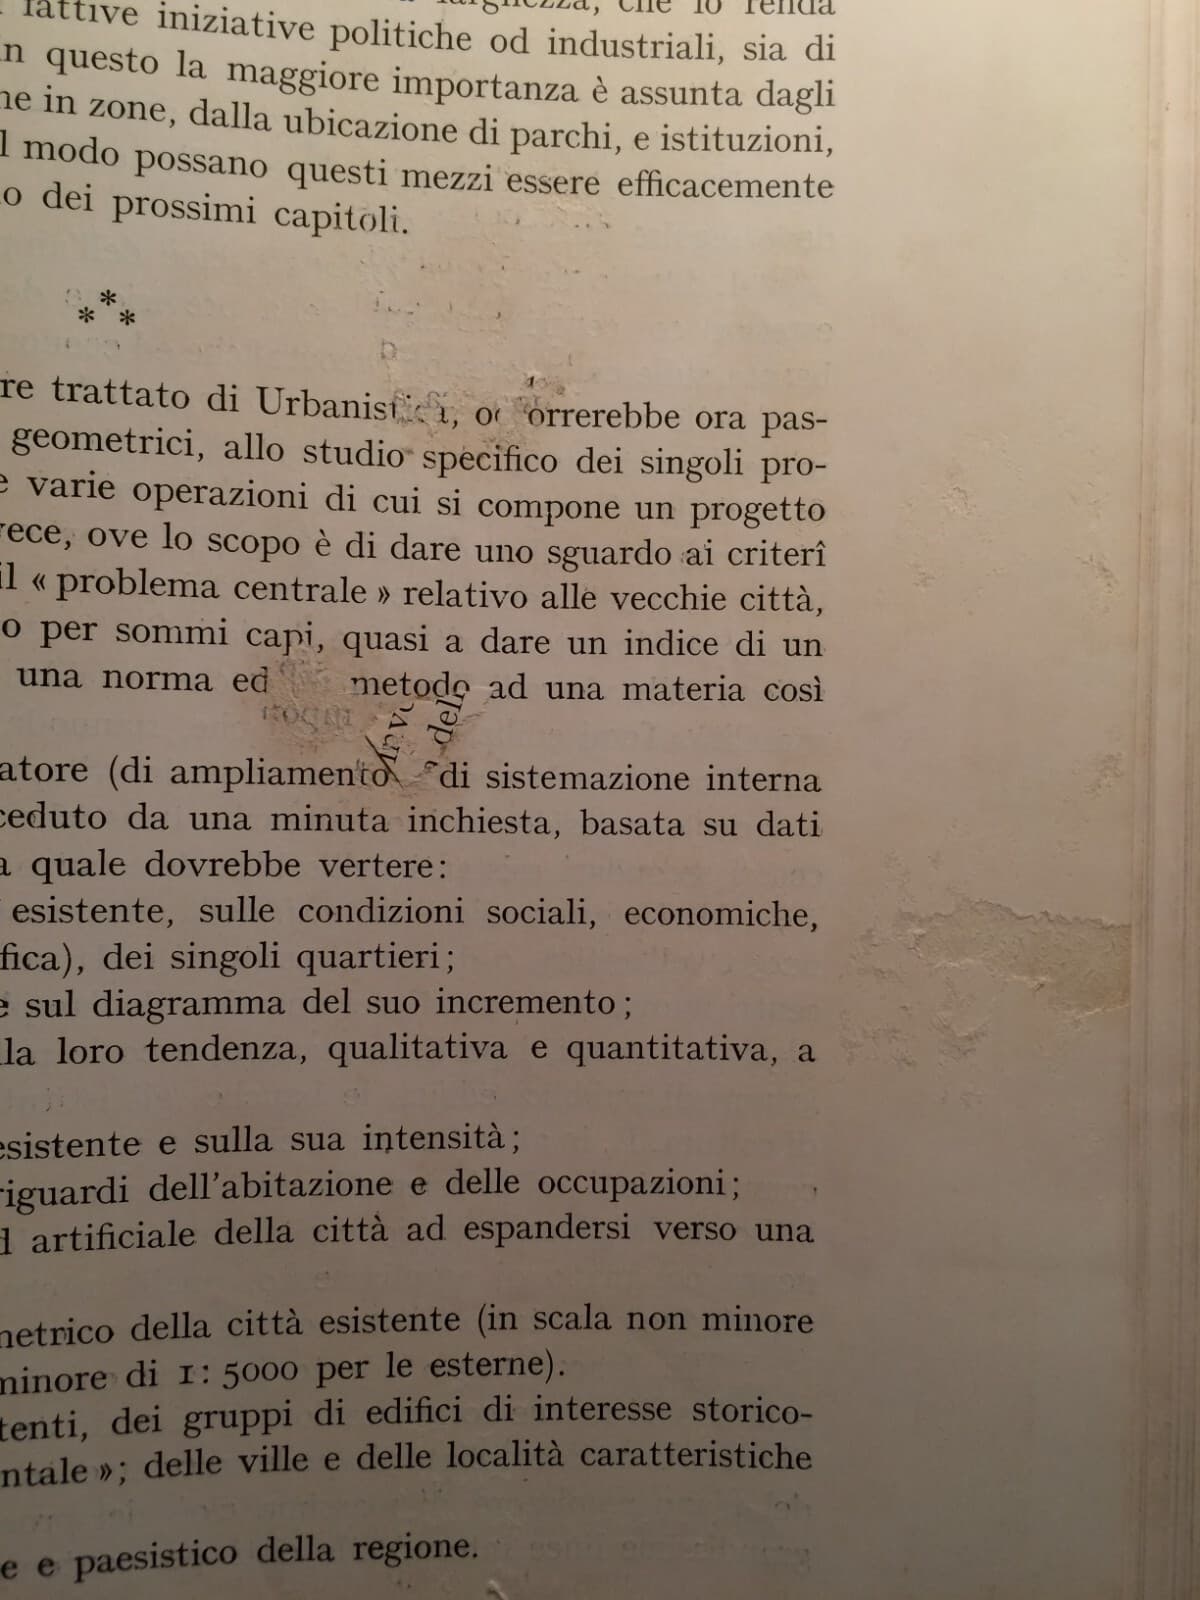 fattive iniziative politiche od industriali, sia di
questo la maggiore importanza è assunta dagli
in zone, dalla ubicazione di parchi, e istituzioni,
modo possano questi mezzi essere efficacemente
dei prossimi capitoli.
***
trattato di Urbanistica, ora pas-
geometrici, allo studio specifico dei singoli pro-
varie operazioni di cui si compone un progetto
ove lo scopo è di dare uno sguardo ai criterî
il « problema centrale » relativo alle vecchie città,
per sommi capi, quasi a dare un indice di un
una norma ed metodo ad una materia così
(di ampliamento di sistemazione interna
ceduto da una minuta inchiesta, basata su dati
quale dovrebbe vertere:
esistente, sulle condizioni sociali, economiche,
fica), dei singoli quartieri;
e sul diagramma del suo incremento;
la loro tendenza, qualitativa e quantitativa, a
esistente e sulla sua intensità;
riguardi dell'abitazione e delle occupazioni;
artificiale della città ad espandersi verso una
metrico della città esistente (in scala non minore
minore di 1: 5000 per le esterne).
tenti, dei gruppi di edifici di interesse storico-
ntale »; delle ville e delle località caratteristiche
e e paesistico della regione.